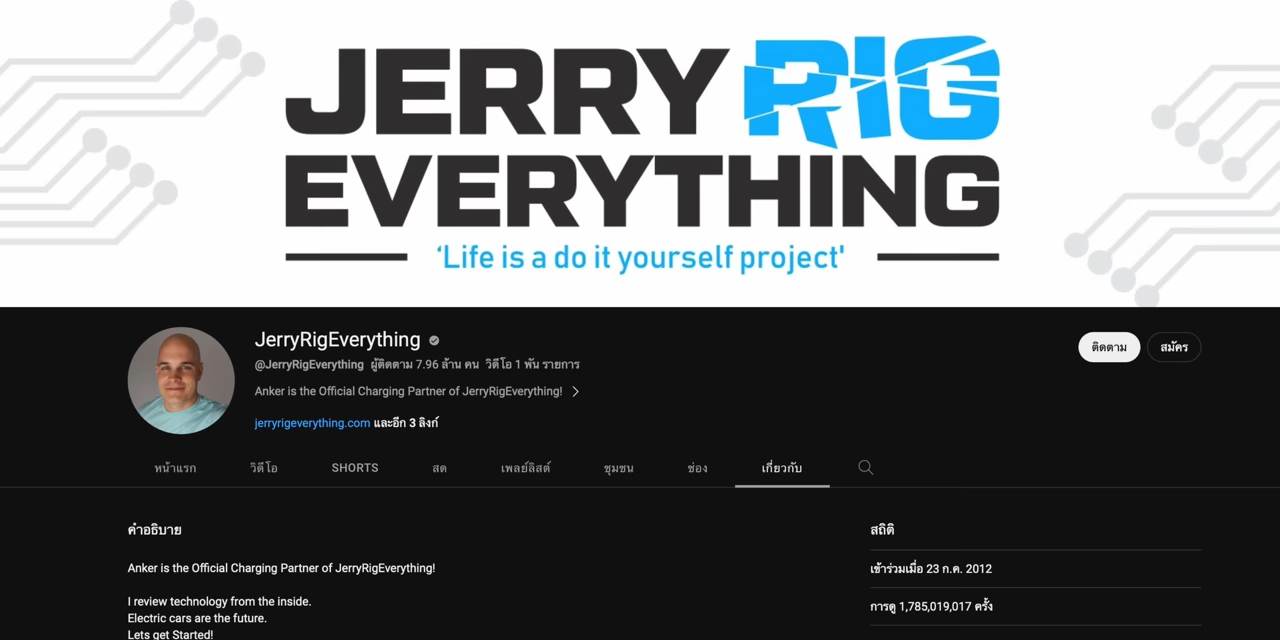 JERRY RIG
EVERYTHING
‘Life is a do it yourself project'
JerryRigEverything
@JerryRigEverything ผู้ติดตาม 7.96 ล้าน คน วิดีโอ 1 พัน รายการ
Anker is the Official Charging Partner of JerryRigEverything!
jerryrigeverything.com และอีก 3 ลิงก์
ติดตาม
สมัคร
หน้าแรก วิดีโอ SHORTS สด เพลย์ลิสต์ ชุมชน ช่อง เกี่ยวกับ
คำอธิบาย
Anker is the Official Charging Partner of JerryRigEverything!
I review technology from the inside.
Electric cars are the future.
Lets get Started!
สถิติ
เข้าร่วมเมื่อ 23 ก.ค. 2012
การดู 1,785,019,017 ครั้ง